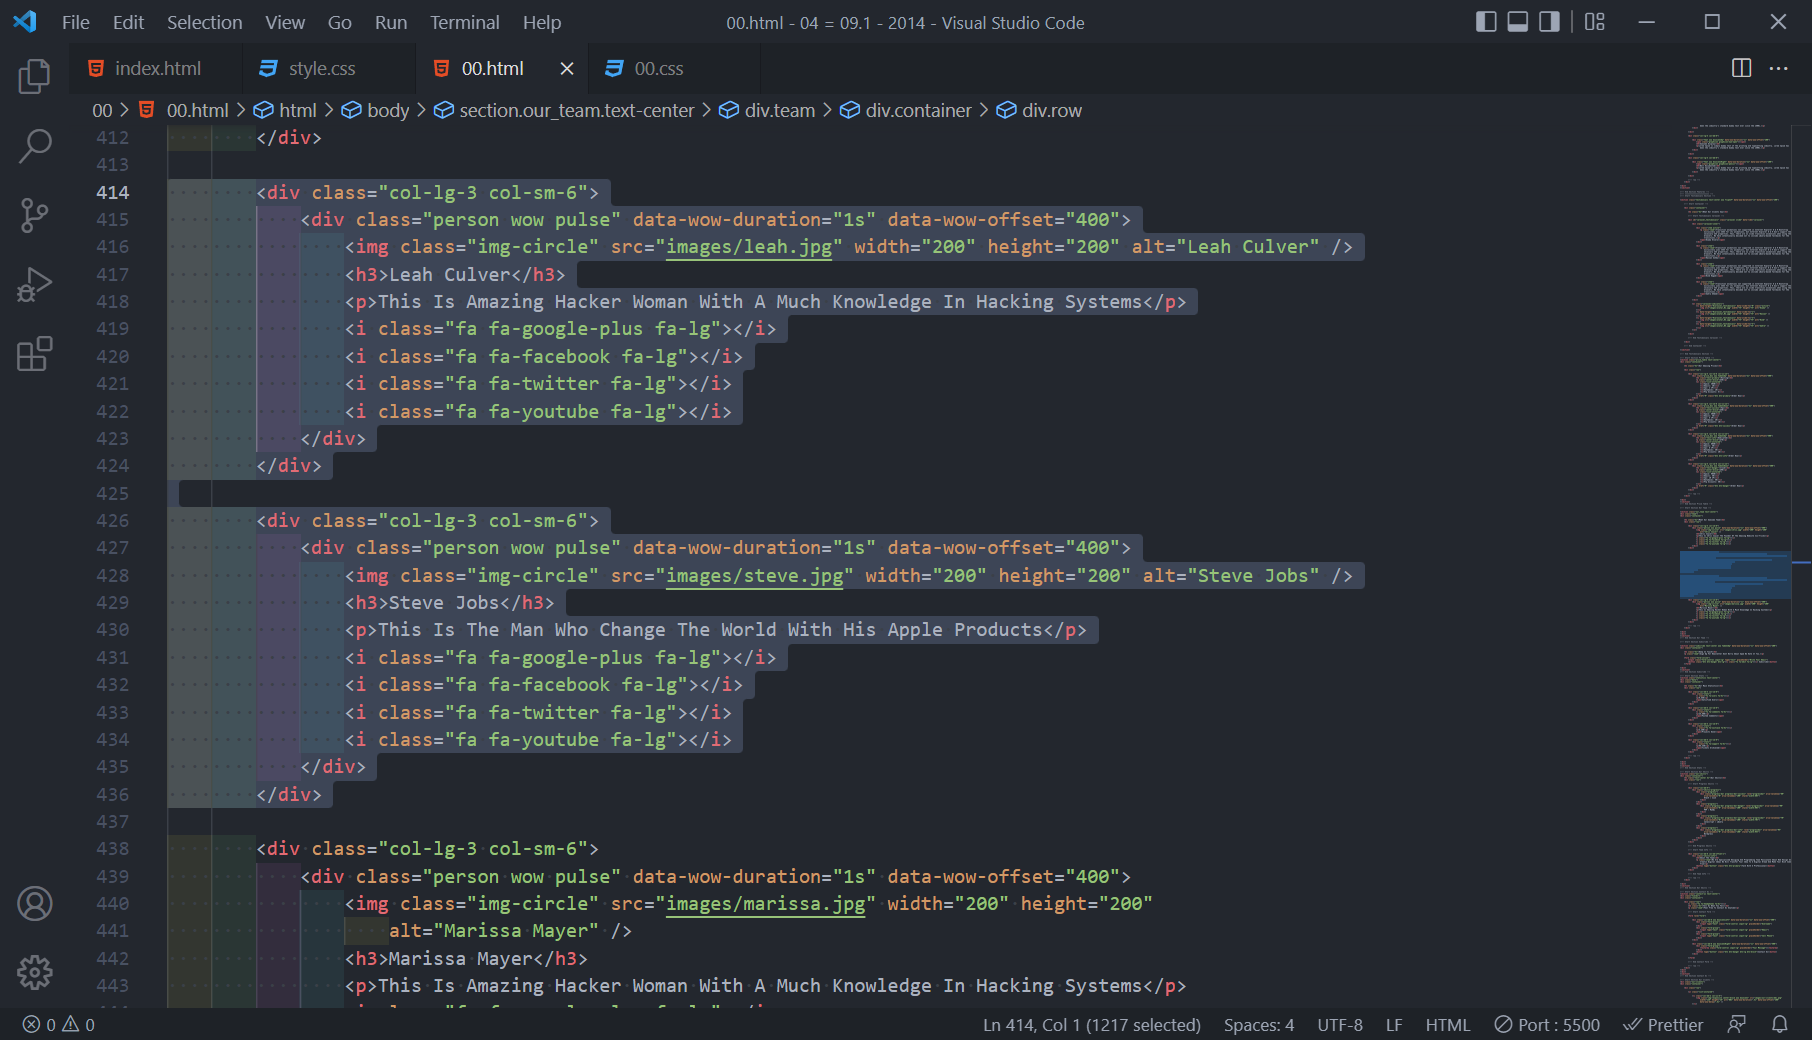 File Edit Selection View Go Run Terminal Help
00.html - 04 = 09.1 - 2014 - Visual Studio Code
index.html style.css 00.html 00.css
00 > 00.html > html > body > section.our_team.text-center > div.team > div.container > div.row
412 </div>
413
414 <div class="col-lg-3 col-sm-6">
415 <div class="person wow pulse" data-wow-duration="1s" data-wow-offset="400">
416 <img class="img-circle" src="images/leah.jpg" width="200" height="200" alt="Leah Culver" />
417 <h3>Leah Culver</h3>
418 <p>This Is Amazing Hacker Woman With A Much Knowledge In Hacking Systems</p>
419 <i class="fa fa-google-plus fa-lg"></i>
420 <i class="fa fa-facebook fa-lg"></i>
421 <i class="fa fa-twitter fa-lg"></i>
422 <i class="fa fa-youtube fa-lg"></i>
423 </div>
424 </div>
425
426 <div class="col-lg-3 col-sm-6">
427 <div class="person wow pulse" data-wow-duration="1s" data-wow-offset="400">
428 <img class="img-circle" src="images/steve.jpg" width="200" height="200" alt="Steve Jobs" />
429 <h3>Steve Jobs</h3>
430 <p>This Is The Man Who Change The World With His Apple Products</p>
431 <i class="fa fa-google-plus fa-lg"></i>
432 <i class="fa fa-facebook fa-lg"></i>
433 <i class="fa fa-twitter fa-lg"></i>
434 <i class="fa fa-youtube fa-lg"></i>
435 </div>
436 </div>
437
438 <div class="col-lg-3 col-sm-6">
439 <div class="person wow pulse" data-wow-duration="1s" data-wow-offset="400">
440 <img class="img-circle" src="images/marissa.jpg" width="200" height="200"
441 alt="Marissa Mayer" />
442 <h3>Marissa Mayer</h3>
443 <p>This Is Amazing Hacker Woman With A Much Knowledge In Hacking Systems</p>
0 0 Ln 414, Col 1 (1217 selected) Spaces: 4 UTF-8 LF HTML Port : 5500 Prettier